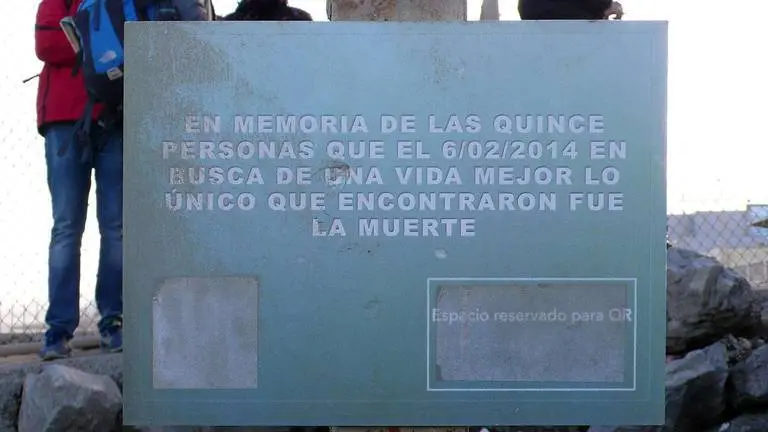 EN MEMORIA DE LAS QUINCE
PERSONAS QUE EL 6/02/2014 EN
BUSCA DE UNA VIDA MEJOR LO
ÚNICO QUE ENCONTRARON FUE
LA MUERTE
Espacio reservado para QR